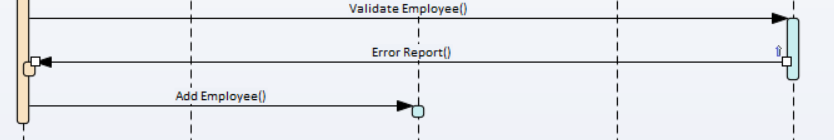 Validate Employee()
Error Report()
Add Employee()